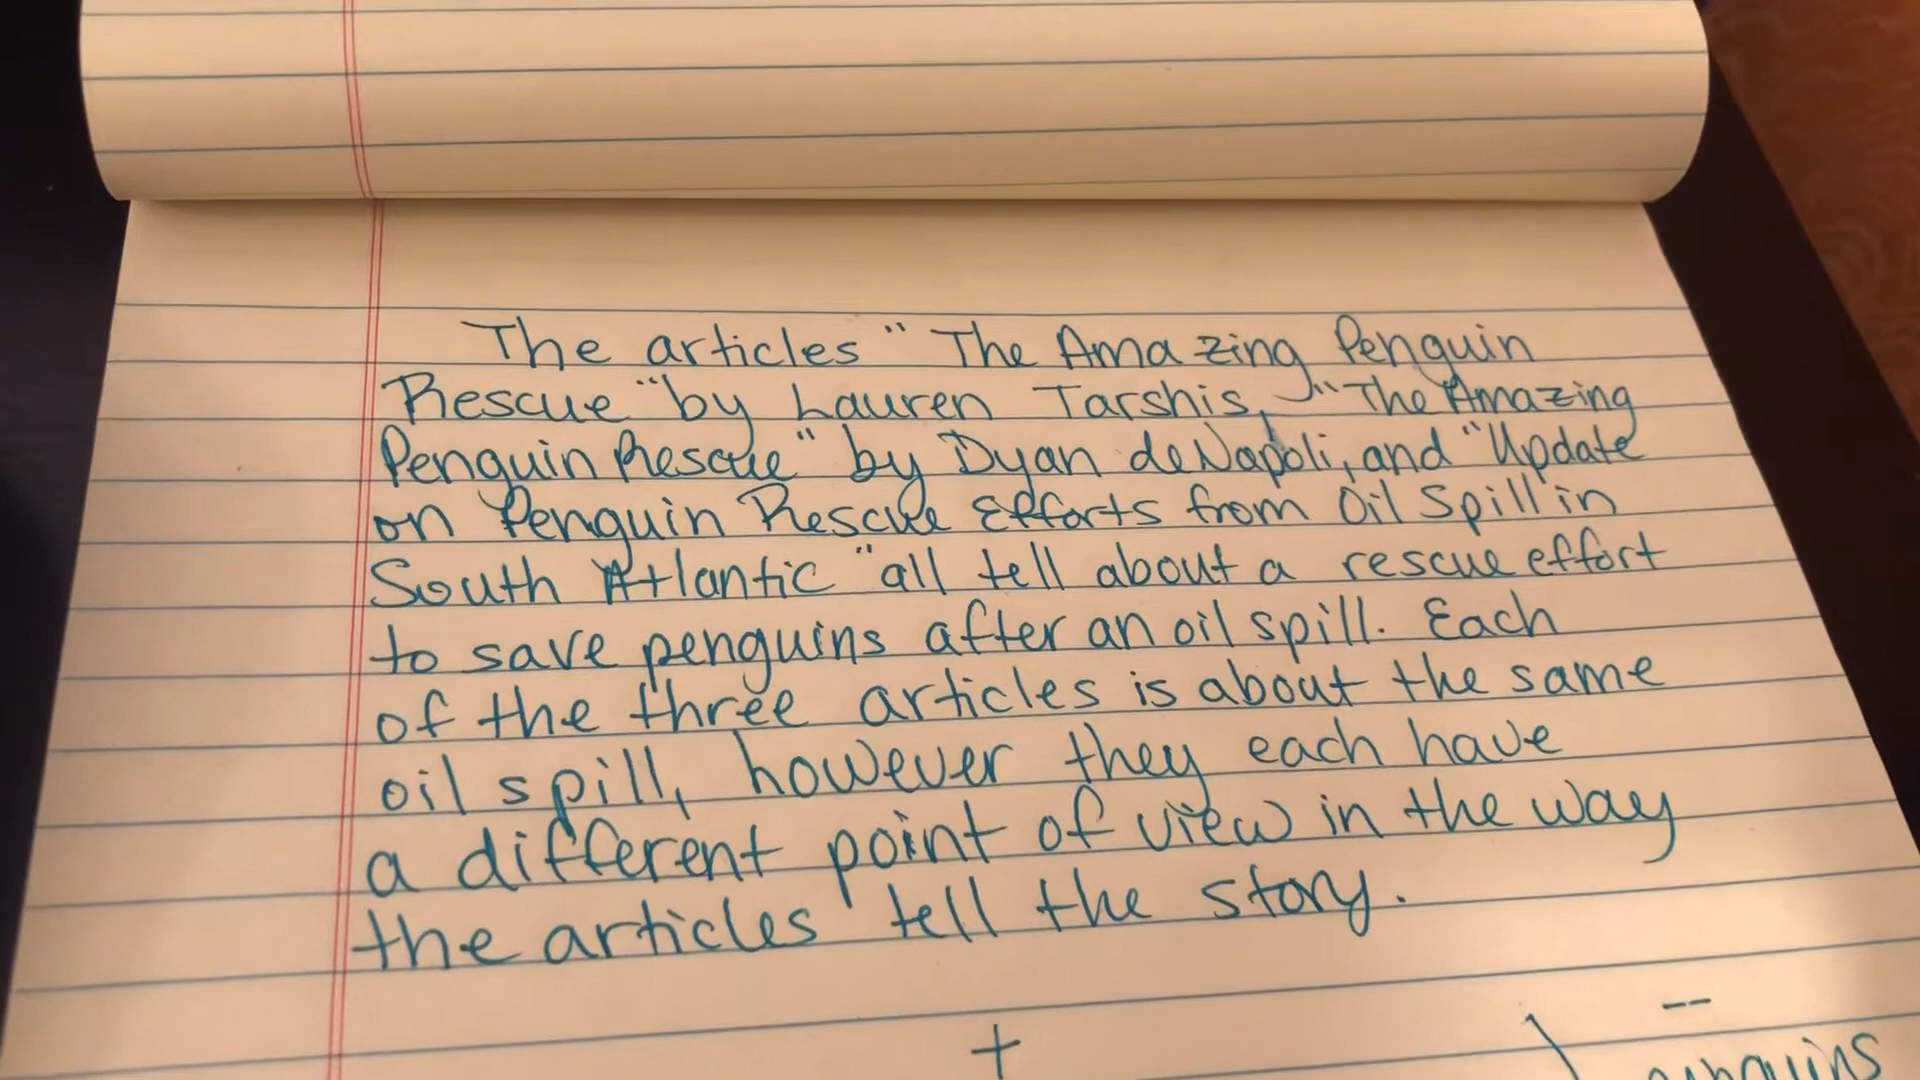 The articles "The Amazing Penguin
Rescue" by Lauren Tarshis, "The Amazing
Penguin Rescue" by Dyan deNapoli, and "Update
on Penguin Rescue Efforts from Oil Spill in
South Atlantic" all tell about a rescue effort
to save penguins after an oil spill. Each
of the three articles is about the same
oil spill, however they each have
a different point of view in the way
the articles tell the story.
penguins